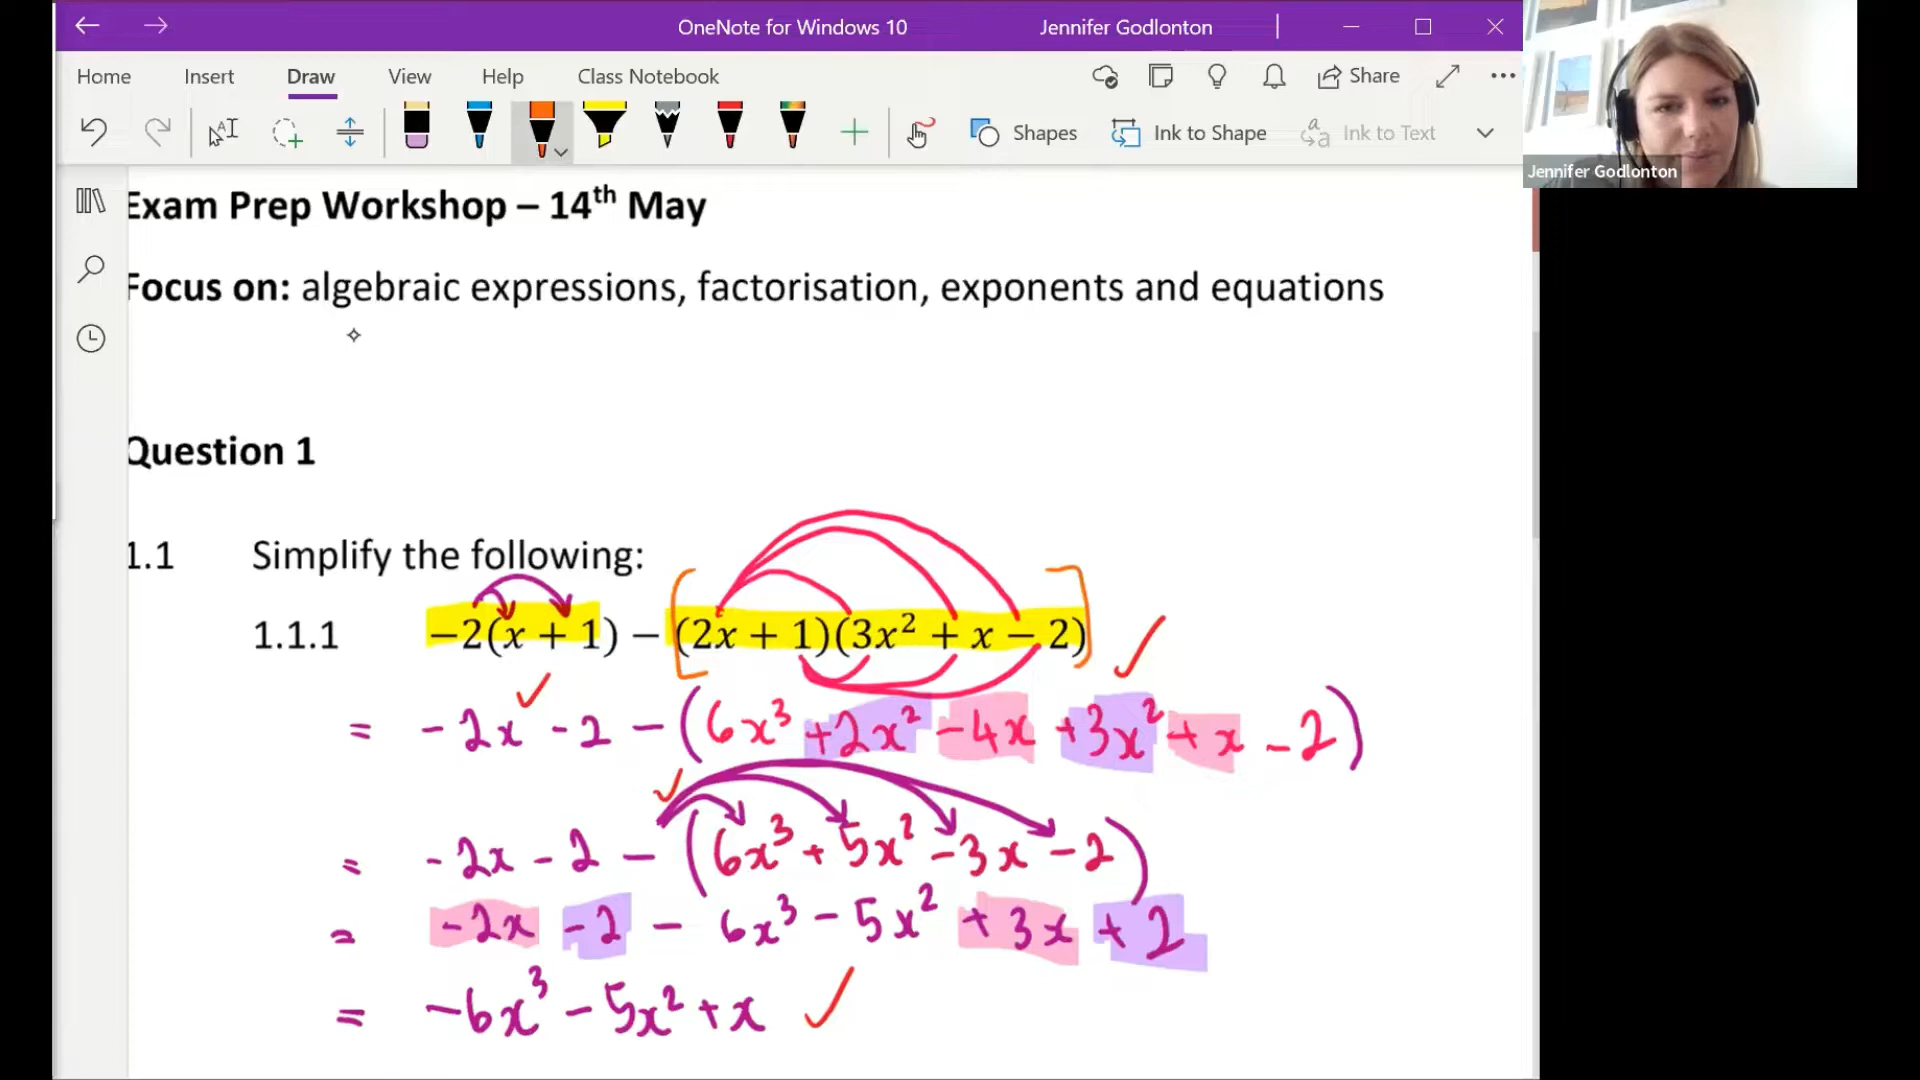 OneNote for Windows 10 Jennifer Godlonton
Home Insert Draw View Help Class Notebook Share
Shapes Ink to Shape Ink to Text
Jennifer Godlonton
Exam Prep Workshop – 14th May
Focus on: algebraic expressions, factorisation, exponents and equations
Question 1
1.1 Simplify the following:
1.1.1 −2(x + 1) − [(2x + 1)(3x² + x − 2)]
= -2x - 2 - (6x³ + 2x² - 4x + 3x² + x - 2)
= -2x - 2 - (6x³ + 5x² - 3x - 2)
= -2x - 2 - 6x³ - 5x² + 3x + 2
= -6x³ - 5x² + x